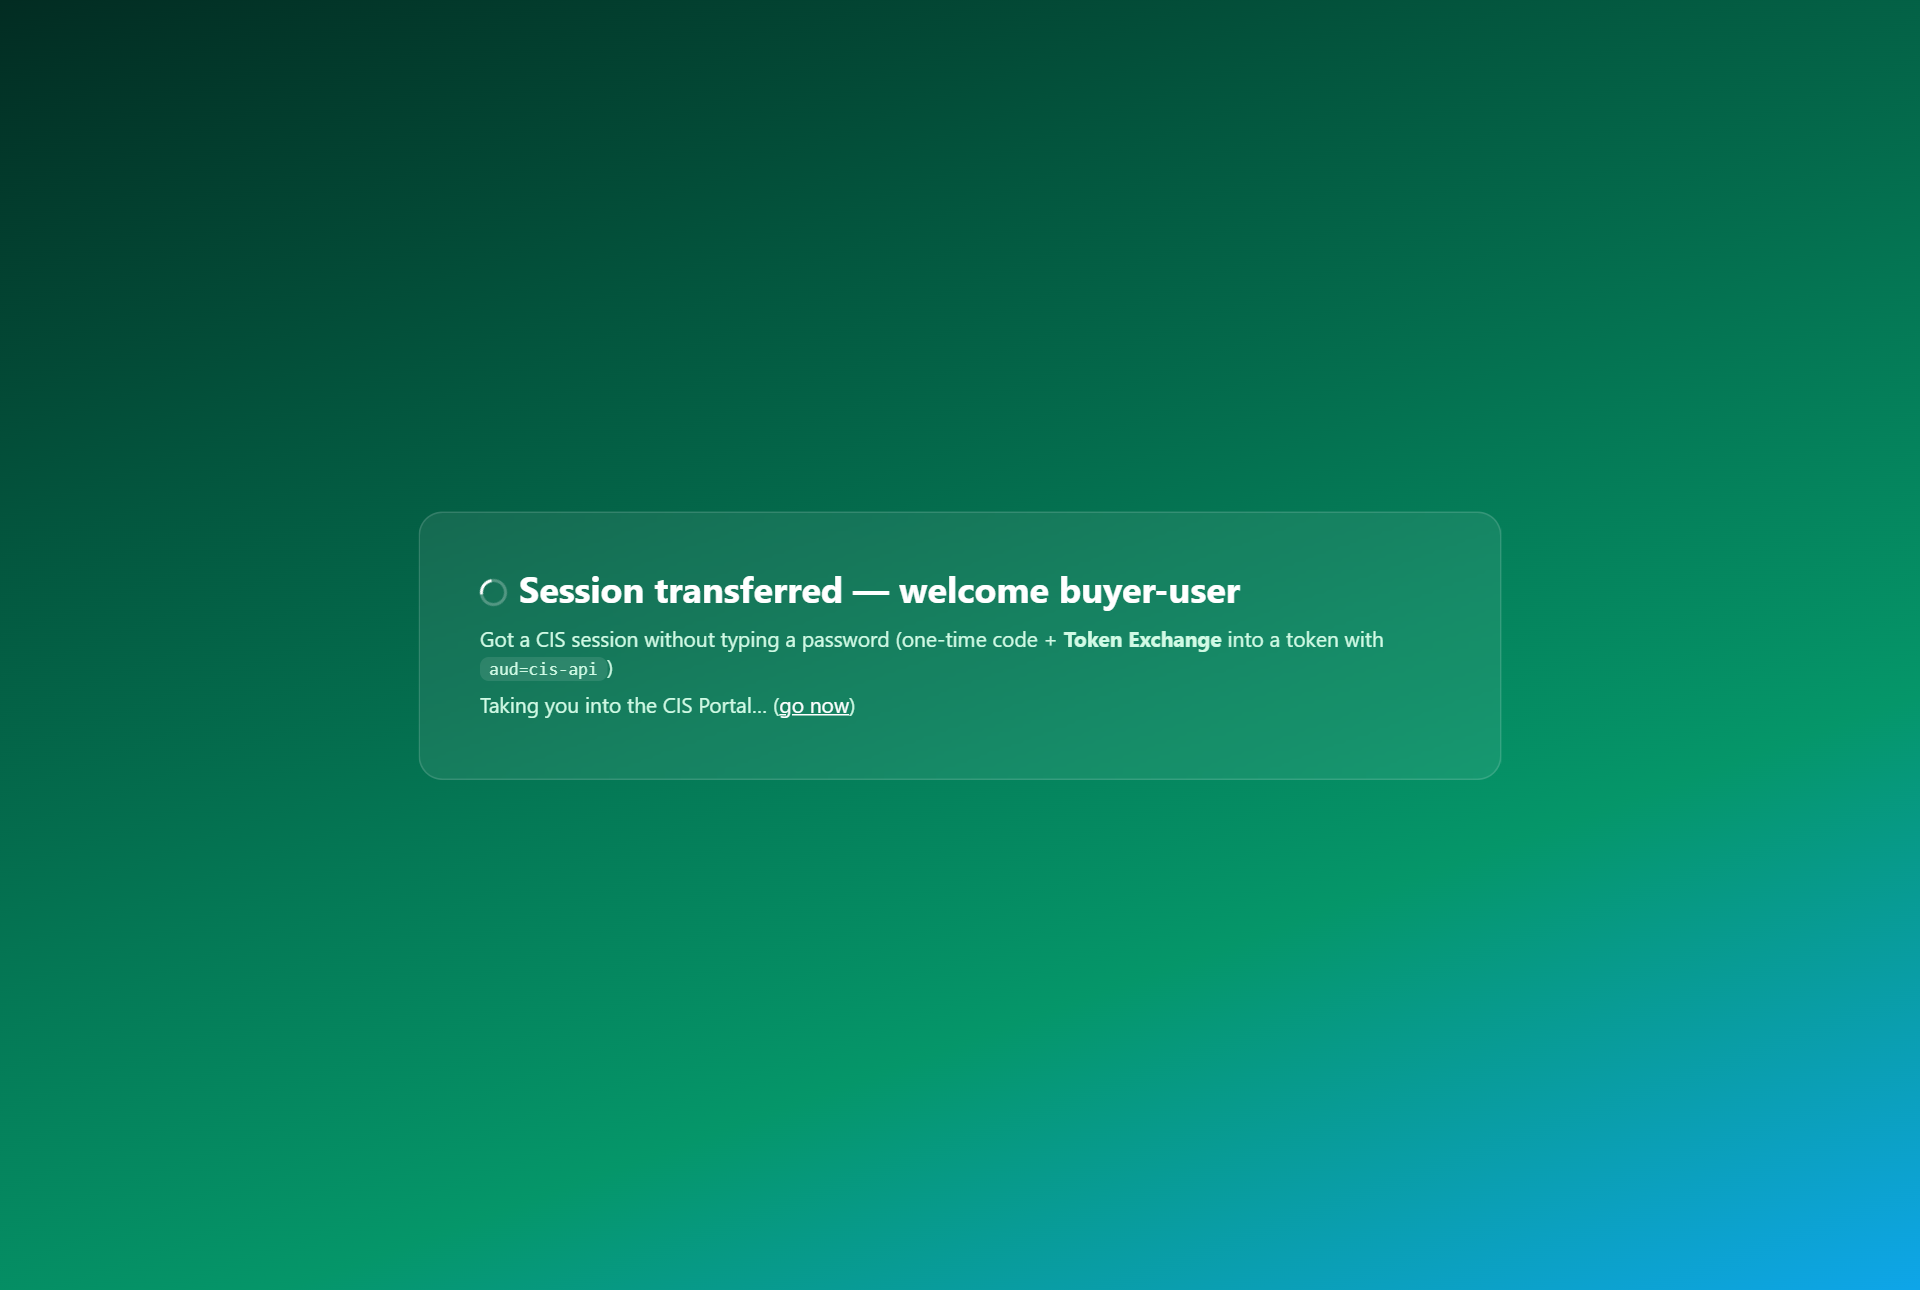 Session transferred — welcome buyer-user
Got a CIS session without typing a password (one-time code + Token Exchange into a token with
aud=cis-api )
Taking you into the CIS Portal... (go now)